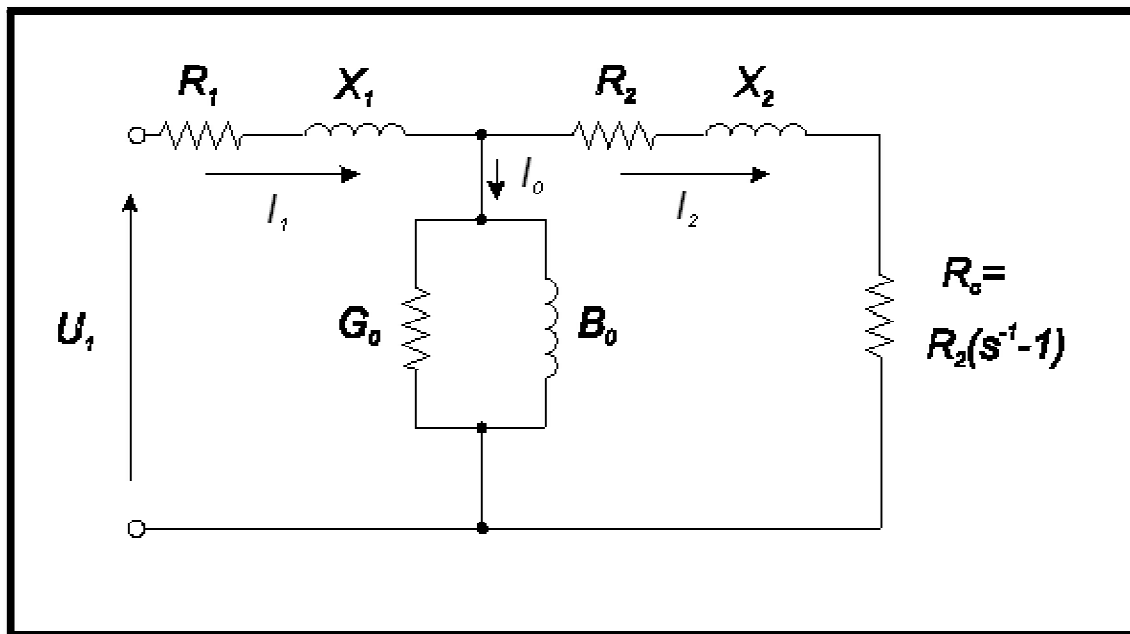 R₁
X₁
R₂
X₂
I₁
I₀
I₂
U₁
G₀
B₀
Rc=
R₂(s⁻¹-1)